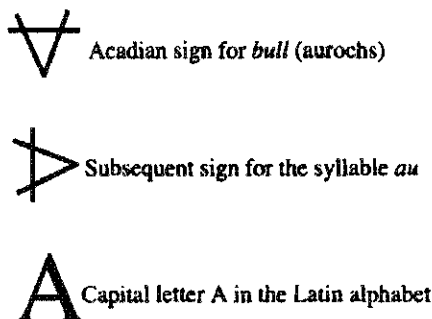 Acadian sign for bull (aurochs)
Subsequent sign for the syllable au
A Capital letter A in the Latin alphabet